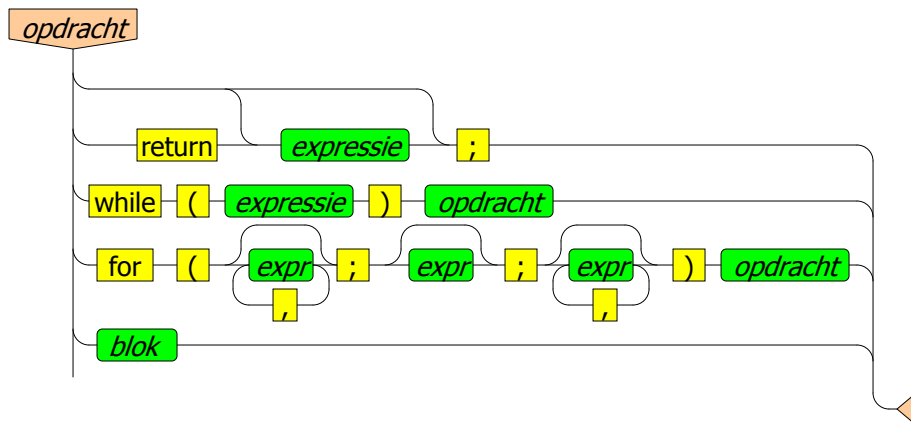 opdracht
return expressie ;
while ( expressie ) opdracht
for ( expr ; expr ; expr ) opdracht
, ,
blok